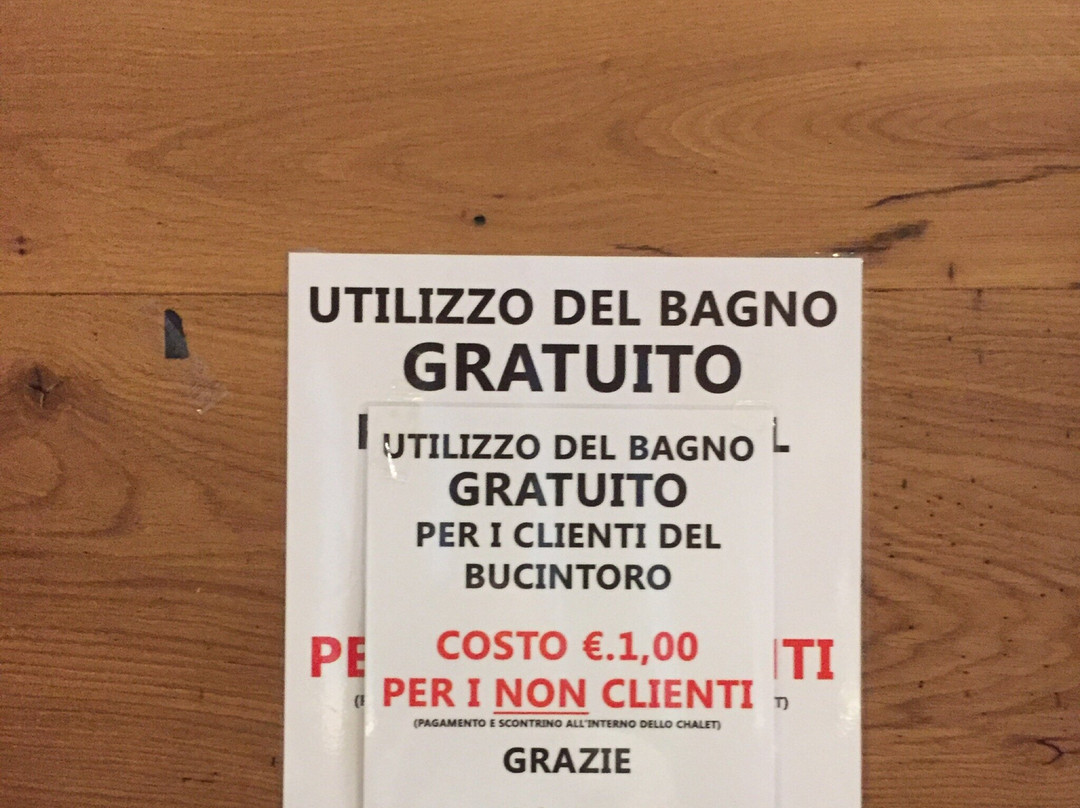 UTILIZZO DEL BAGNO
GRATUITO
UTILIZZO DEL BAGNO
GRATUITO
PER I CLIENTI DEL
BUCINTORO
COSTO €.1,00
PER I NON CLIENTI
(PAGAMENTO E SCONTRINO ALL'INTERNO DELLO CHALET)
GRAZIE